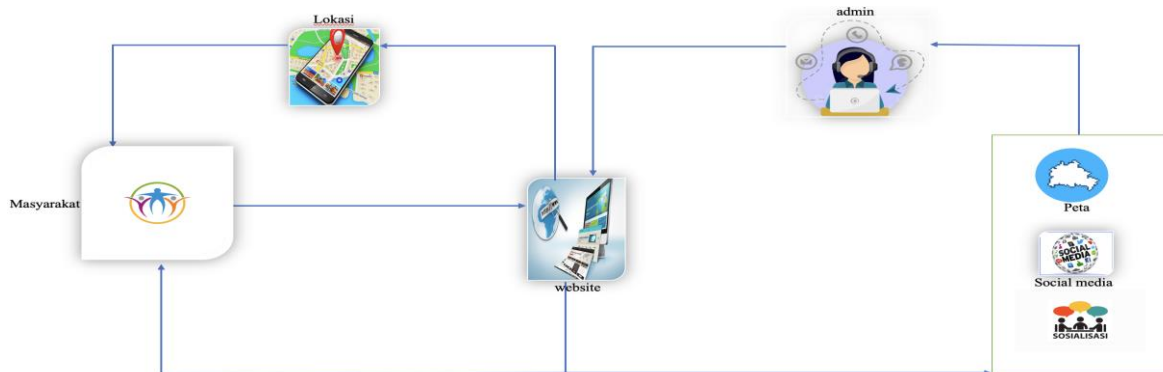 Lokasi
admin
Masyarakat
website
Peta
SOCIAL
MEDIA
Social media
SOSIALISASI